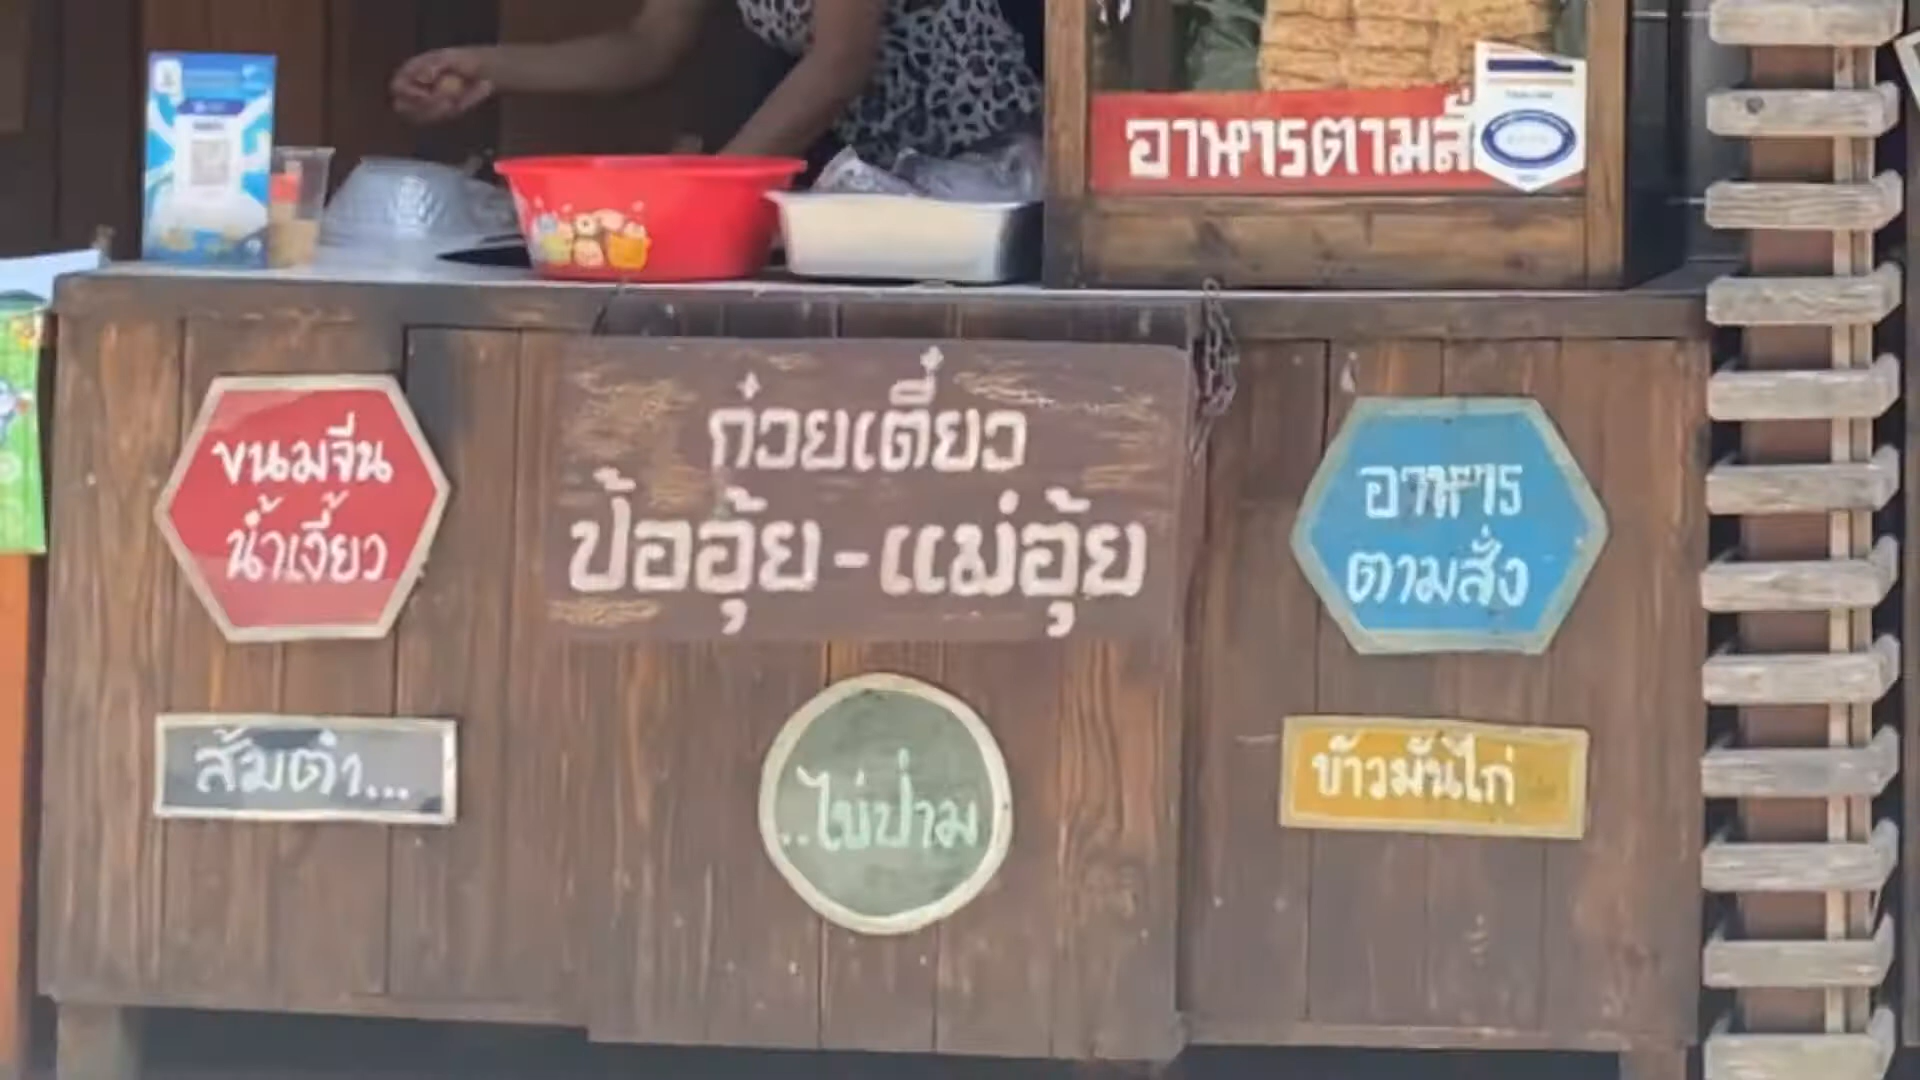 อาหารตามสั่
ก๋วยเตี๋ยว
ป้ออุ้ย-แม่อุ้ย
ขนมจีน
น้ำเงี้ยว
อาหาร
ตามสั่ง
ส้มตำ...
..ไข่ป่าม
ข้าวมันไก่